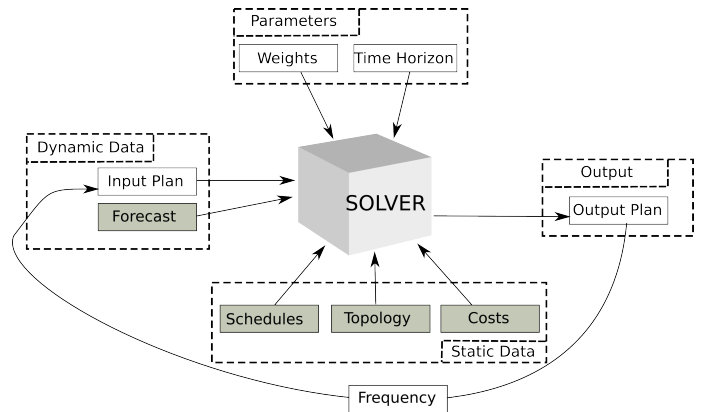 Parameters
Weights
Time Horizon
Dynamic Data
Input Plan
Forecast
SOLVER
Output
Output Plan
Schedules
Topology
Costs
Static Data
Frequency